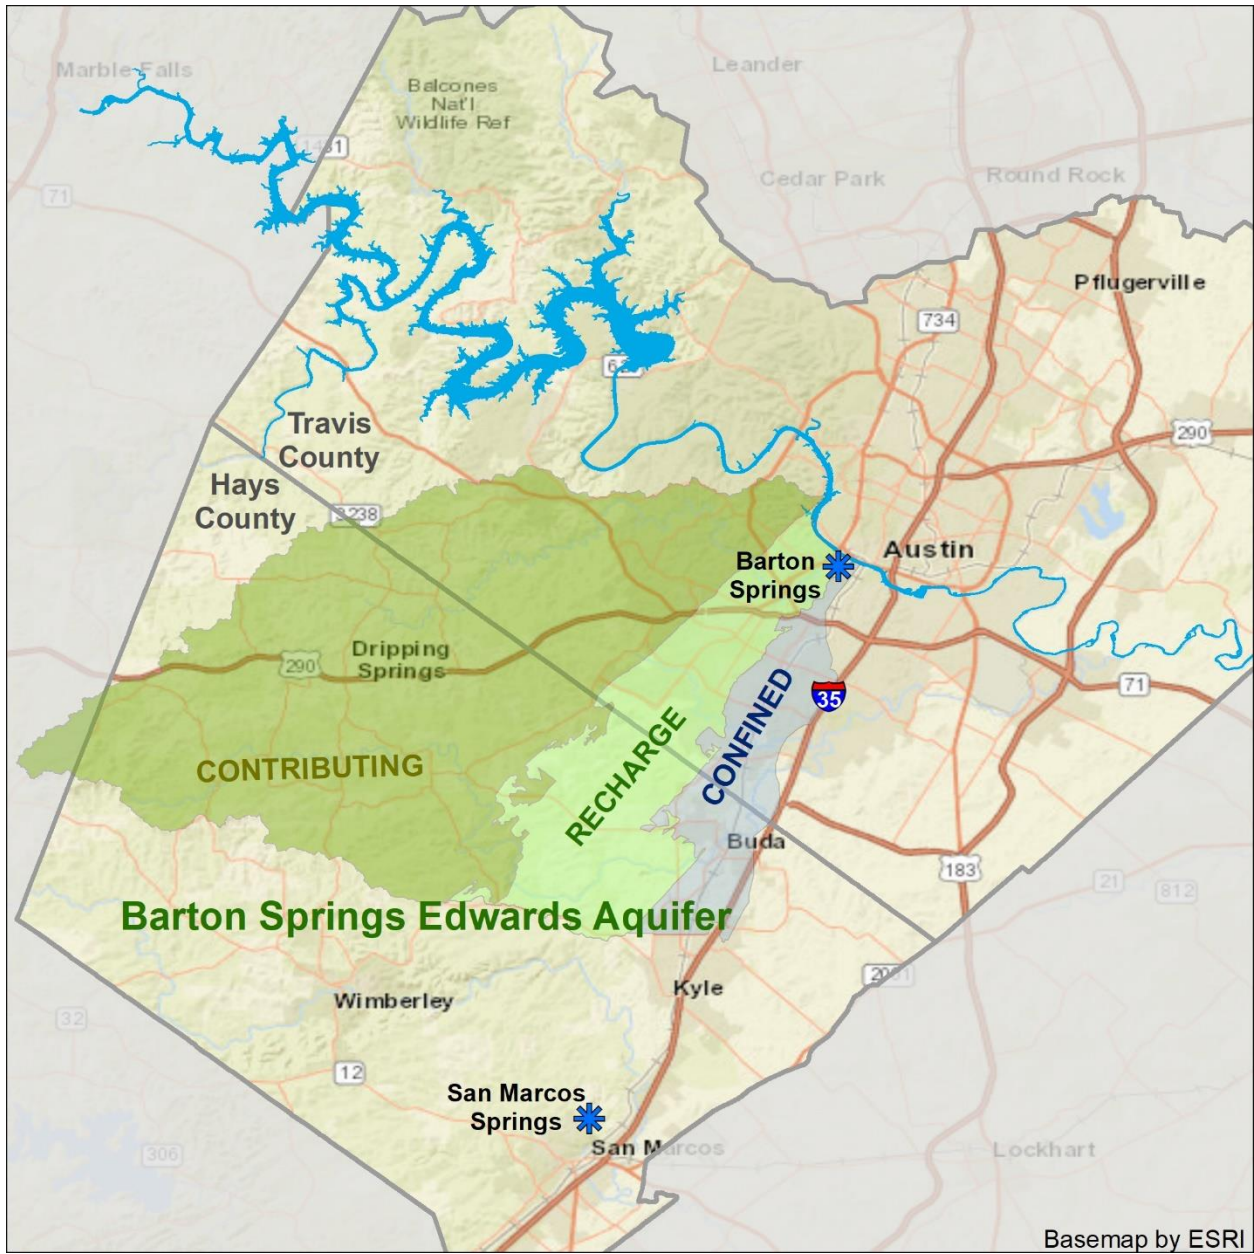 Marble Falls
Leander
Balcones
Nat'l
Wildlife Ref
1431
71
Cedar Park
Round Rock
Pflugerville
734
290
Travis
County
Hays
County
3238
Austin
Barton
Springs
Dripping
Springs
290
35
71
CONTRIBUTING
RECHARGE
CONFINED
Buda
183
21
812
Barton Springs Edwards Aquifer
Wimberley
Kyle
32
12
San Marcos
Springs
San Marcos
306
Lockhart
Basemap by ESRI